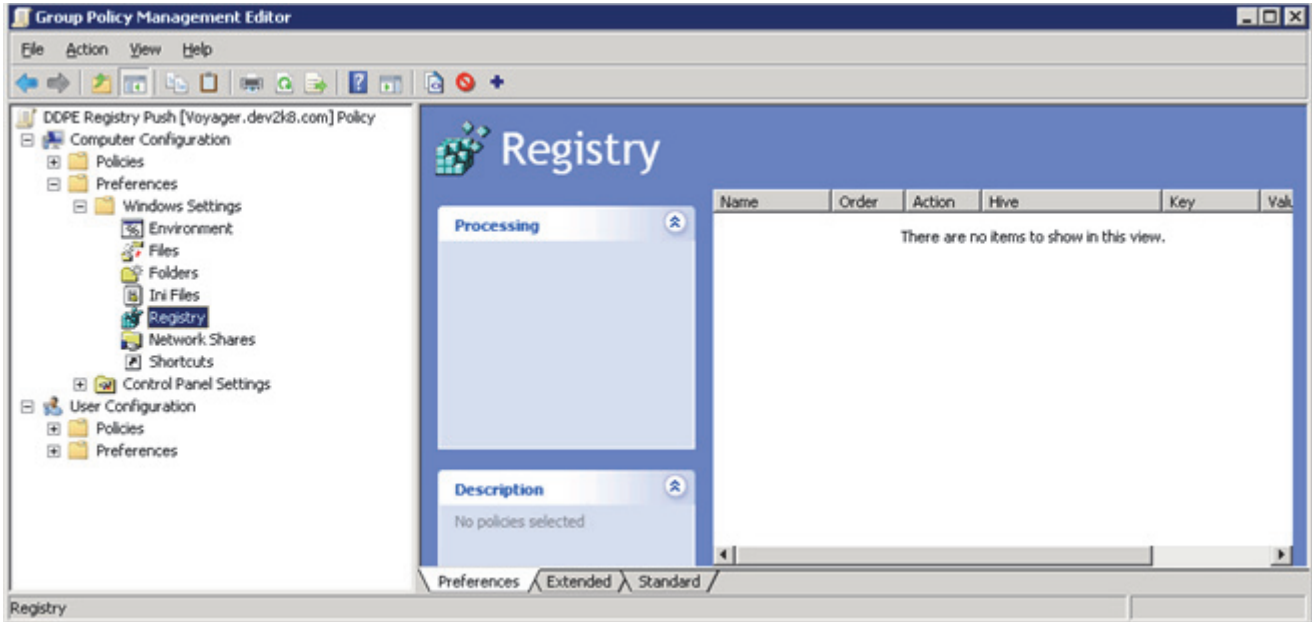 Group Policy Management Editor
File Action View Help
DDPE Registry Push [Voyager.dev2k8.com] Policy
Computer Configuration
Policies
Preferences
Windows Settings
Environment
Files
Folders
Ini Files
Registry
Network Shares
Shortcuts
Control Panel Settings
User Configuration
Policies
Preferences
Registry
Processing
Description
No policies selected
Name Order Action Hive Key Valu
There are no items to show in this view.
Preferences Extended Standard
Registry